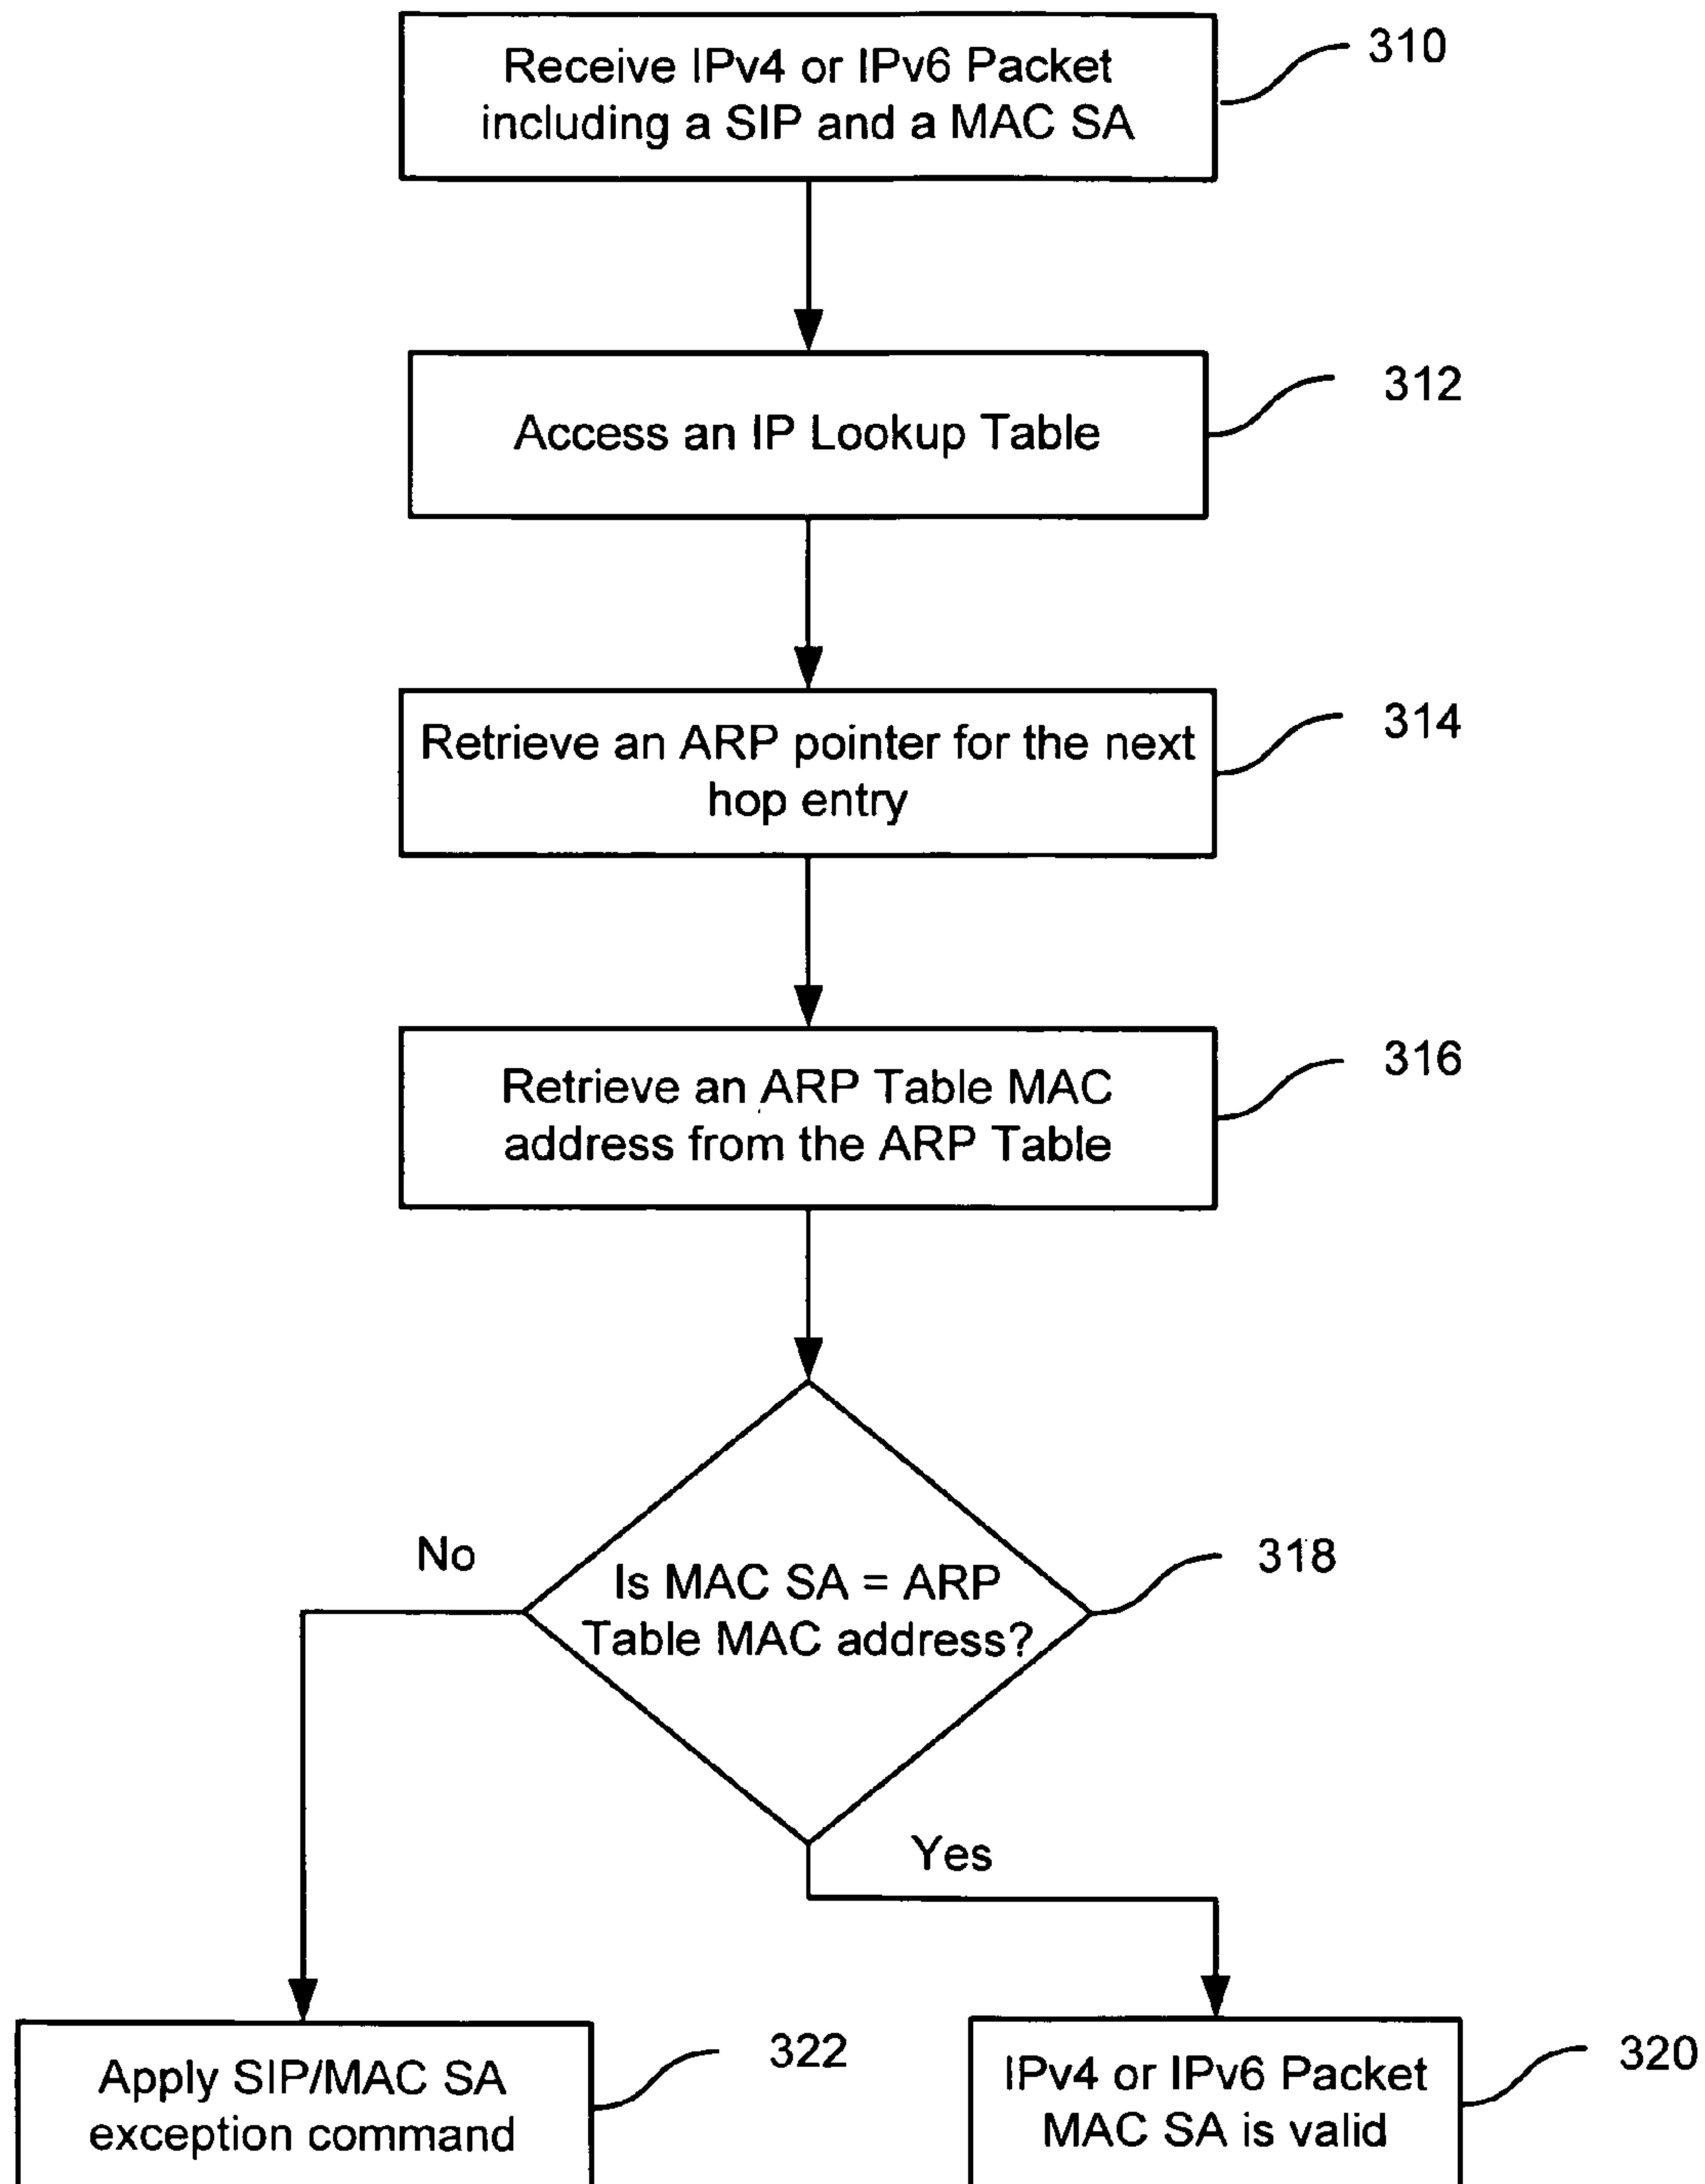 Receive IPv4 or IPv6 Packet
including a SIP and a MAC SA
310
Access an IP Lookup Table
312
Retrieve an ARP pointer for the next
hop entry
314
Retrieve an ARP Table MAC
address from the ARP Table
316
No
Is MAC SA = ARP
Table MAC address?
318
Yes
Apply SIP/MAC SA
exception command
322
IPv4 or IPv6 Packet
MAC SA is valid
320